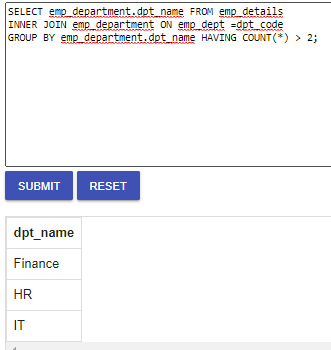 SELECT emp_department.dpt_name FROM emp_details
INNER JOIN emp_department ON emp_dept =dpt_code
GROUP BY emp_department.dpt_name HAVING COUNT(*) > 2;
SUBMIT RESET
dpt_name
Finance
HR
IT